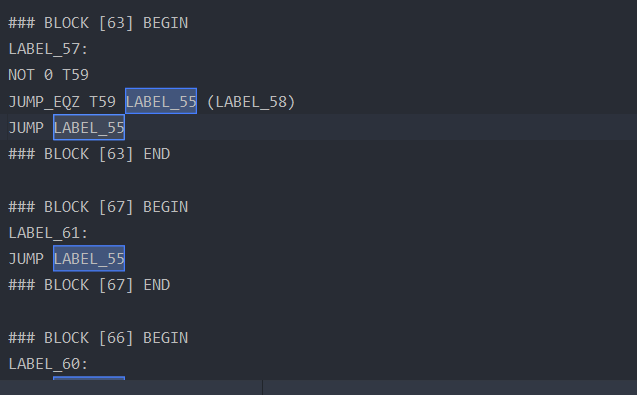 ### BLOCK [63] BEGIN
LABEL_57:
NOT 0 T59
JUMP_EQZ T59 LABEL_55 (LABEL_58)
JUMP LABEL_55
### BLOCK [63] END
### BLOCK [67] BEGIN
LABEL_61:
JUMP LABEL_55
### BLOCK [67] END
### BLOCK [66] BEGIN
LABEL_60: